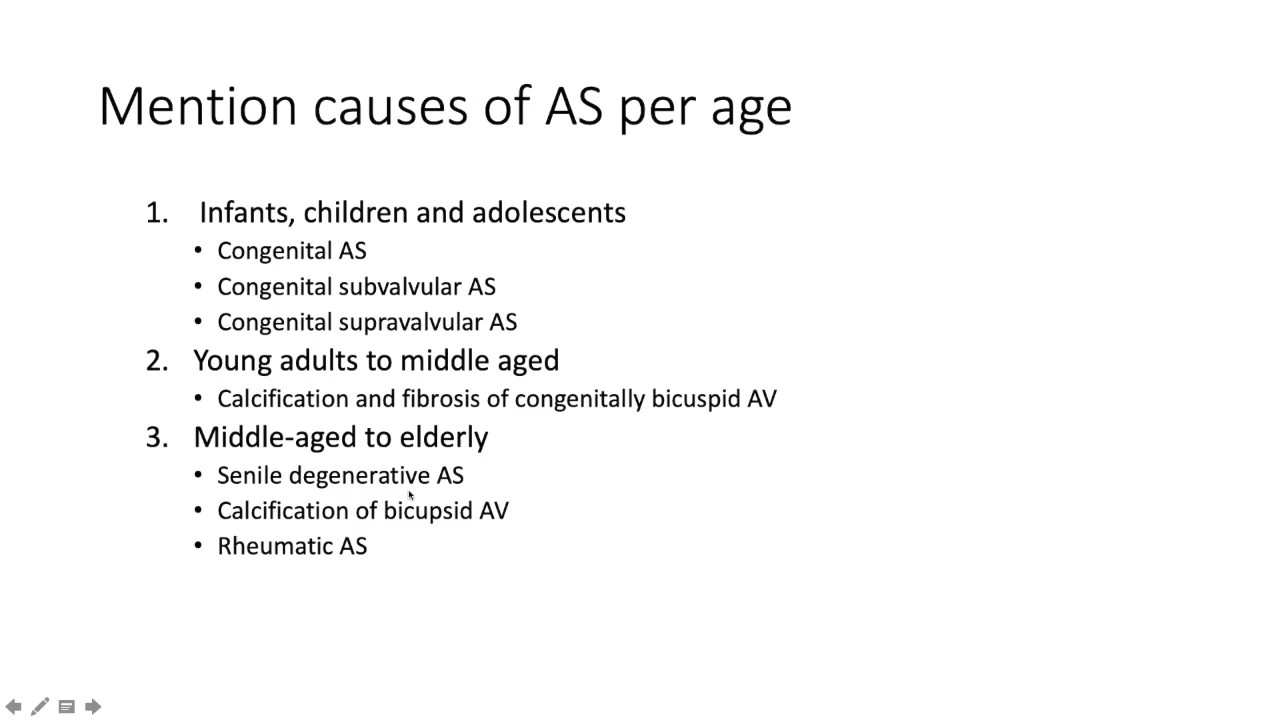 Mention causes of AS per age
1. Infants, children and adolescents
• Congenital AS
• Congenital subvalvular AS
• Congenital supravalvular AS
2. Young adults to middle aged
• Calcification and fibrosis of congenitally bicuspid AV
3. Middle-aged to elderly
• Senile degenerative AS
• Calcification of bicupsid AV
• Rheumatic AS